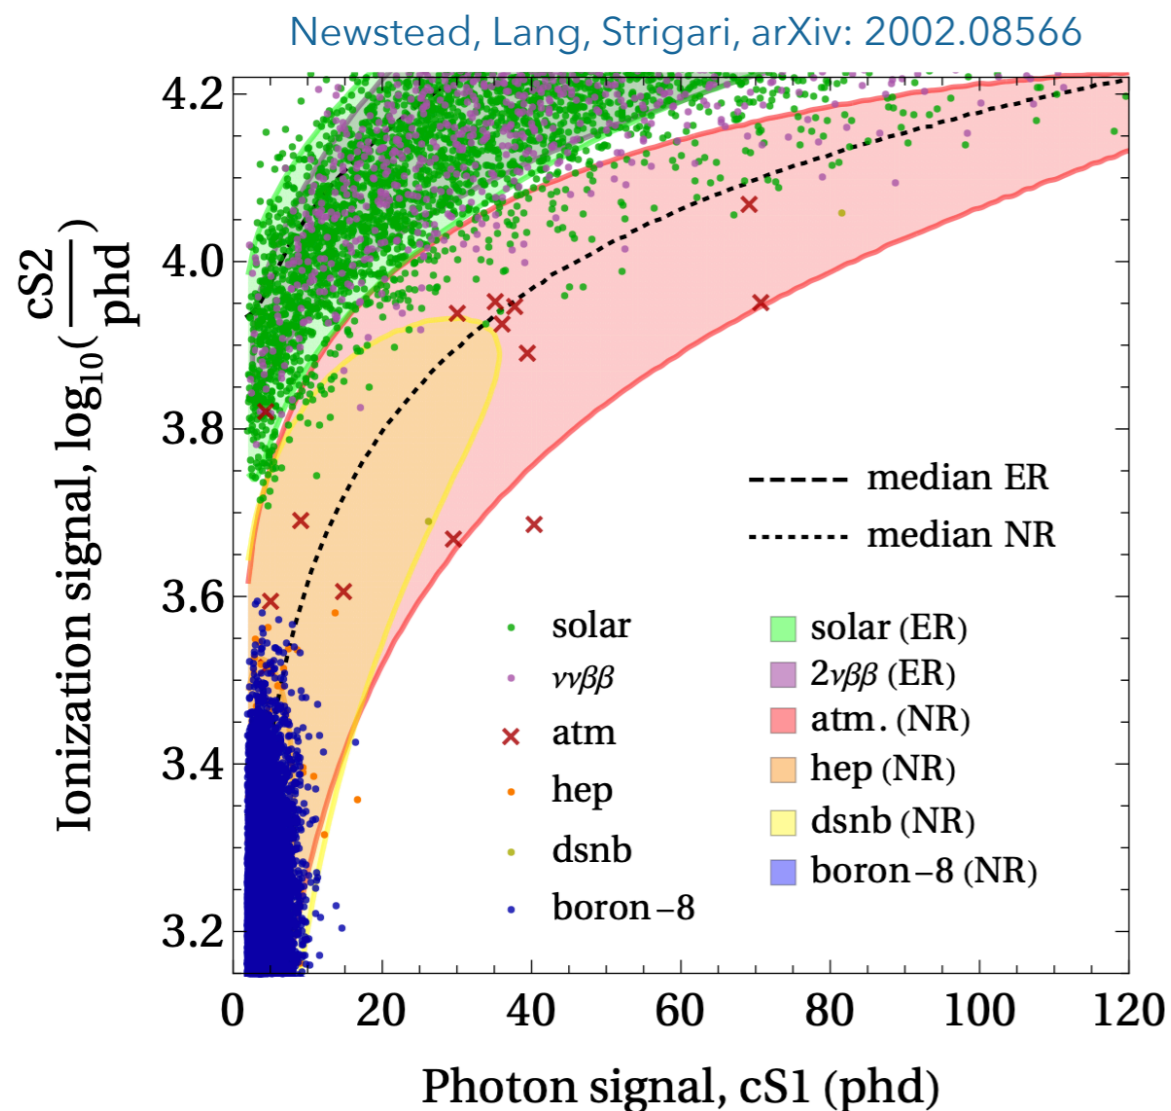 Newstead, Lang, Strigari, arXiv: 2002.08566
4.2
4.0
3.8
3.6
3.4
3.2
Ionization signal, log₁₀(cS2/phd)
median ER
median NR
solar
ννββ
atm
hep
dsnb
boron-8
solar (ER)
2νββ (ER)
atm. (NR)
hep (NR)
dsnb (NR)
boron-8 (NR)
0 20 40 60 80 100 120
Photon signal, cS1 (phd)